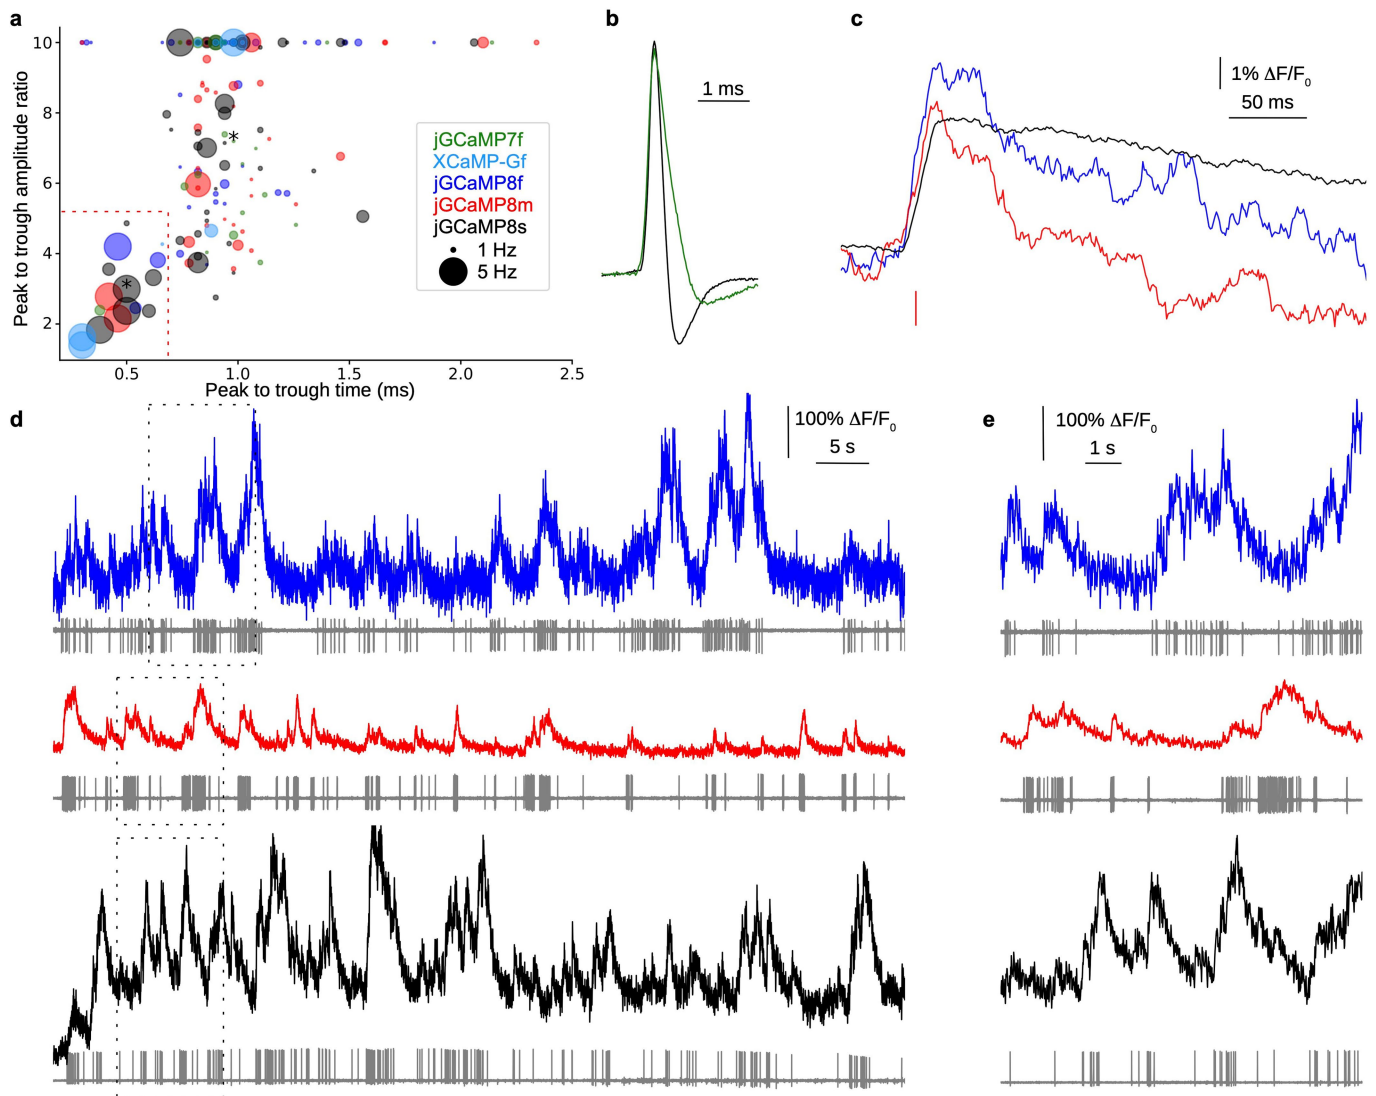 a
b
c
Peak to trough amplitude ratio
10
8
6
4
2
0.5
1.0
1.5
2.0
2.5
Peak to trough time (ms)
*
*
jGCaMP7f
XCaMP-Gf
jGCaMP8f
jGCaMP8m
jGCaMP8s
1 Hz
5 Hz
1 ms
1% ΔF/F0
50 ms
d
100% ΔF/F0
5 s
e
100% ΔF/F0
1 s